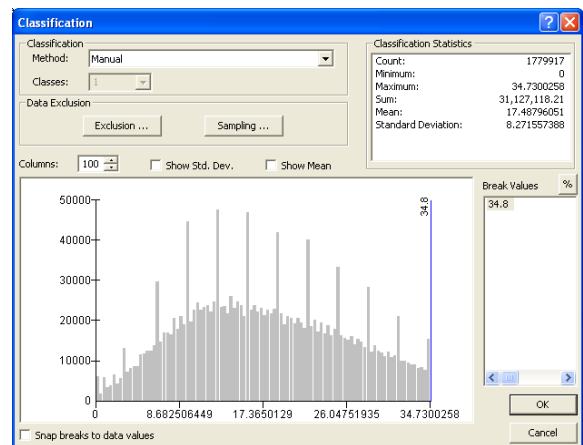 Classification
Classification
Method: Manual
Classes: 1
Data Exclusion
Exclusion ... Sampling ...
Classification Statistics
Count: 1779917
Minimum: 0
Maximum: 34.7300258
Sum: 31,127,118.21
Mean: 17.48796051
Standard Deviation: 8.271557388
Columns: 100 Show Std. Dev. Show Mean
Break Values %
34.8
34.8
50000
40000
30000
20000
10000
0
0 8.682506449 17.3650129 26.04751935 34.7300258
OK
Snap breaks to data values
Cancel